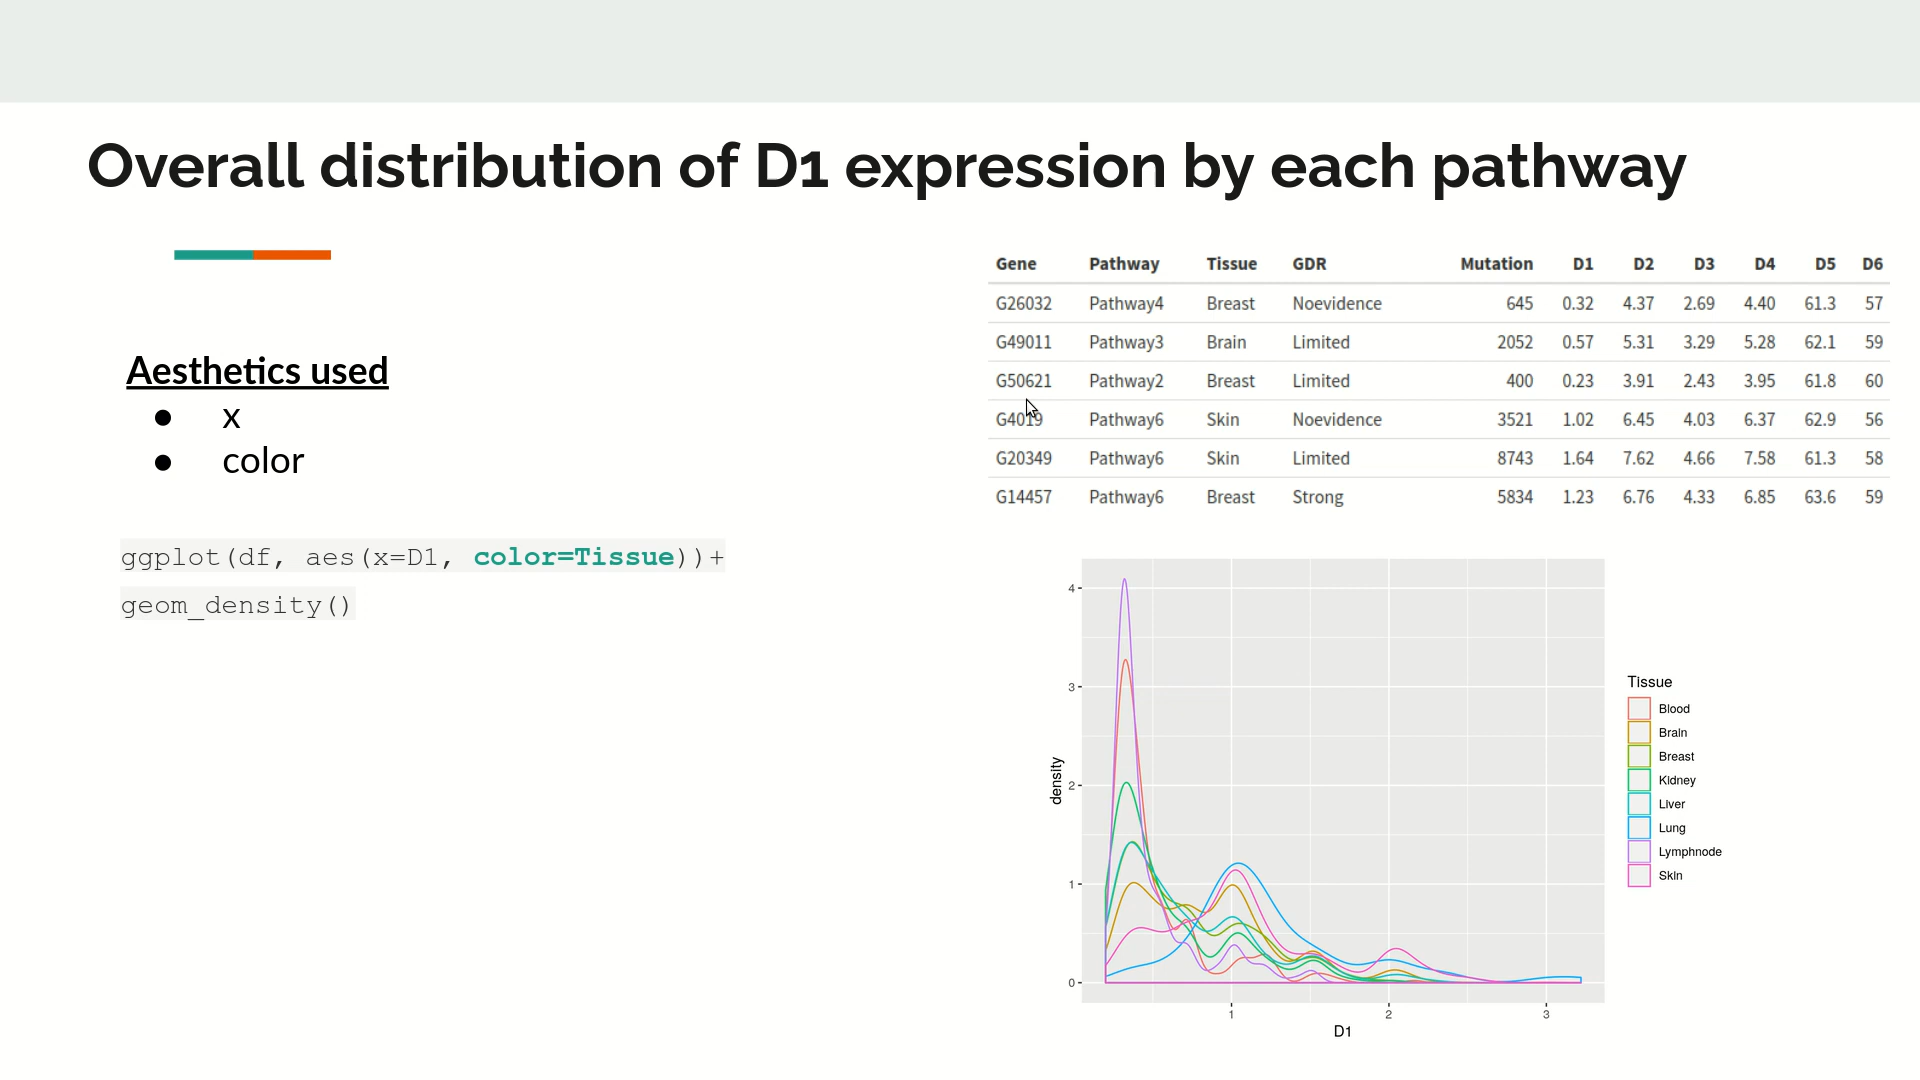 Overall distribution of D1 expression by each pathway
Aesthetics used
● x
● color
ggplot(df, aes(x=D1, color=Tissue))+
geom_density()
Gene Pathway Tissue GDR Mutation D1 D2 D3 D4 D5 D6
G26032 Pathway4 Breast Noevidence 645 0.32 4.37 2.69 4.40 61.3 57
G49011 Pathway3 Brain Limited 2052 0.57 5.31 3.29 5.28 62.1 59
G50621 Pathway2 Breast Limited 400 0.23 3.91 2.43 3.95 61.8 60
G4019 Pathway6 Skin Noevidence 3521 1.02 6.45 4.03 6.37 62.9 56
G20349 Pathway6 Skin Limited 8743 1.64 7.62 4.66 7.58 61.3 58
G14457 Pathway6 Breast Strong 5834 1.23 6.76 4.33 6.85 63.6 59
density
4
3
2
1
0
1 2 3
D1
Tissue
Blood
Brain
Breast
Kidney
Liver
Lung
Lymphnode
Skin